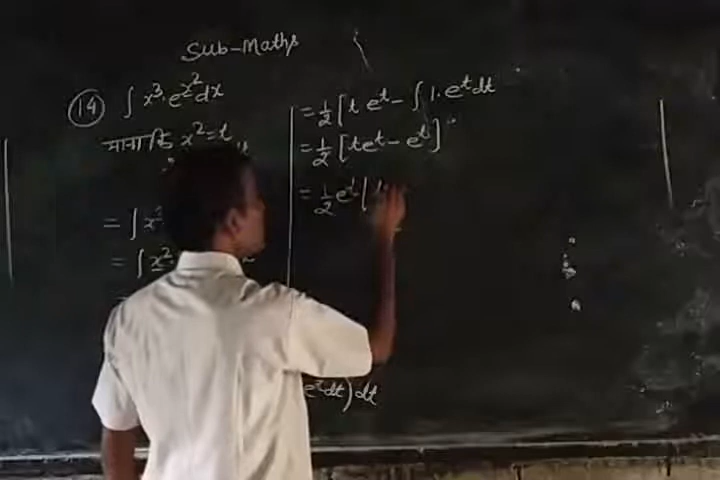 Sub-Maths
14 ∫ x³.e^x² dx
माना कि x² = t
= ∫ x²
= ∫ x².
e^t dt) dt
= 1/2 [t e^t - ∫ 1. e^t dt
= 1/2 [te^t - e^t]
= 1/2 e^t [